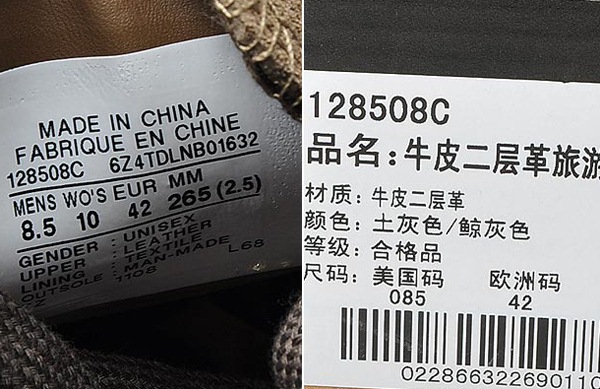 MADE IN CHINA
FABRIQUE EN CHINE
128508C 6Z4TDLNB01632
MENS WO'S EUR MM
8.5 10 42 265 (2.5)
GENDER : UNISEX
UPPER : LEATHER
LINING : TEXTILE
OUTSOLE : MAN-MADE
1108 L68
128508C
品名:牛皮二层革旅游
材质: 牛皮二层革
颜色: 土灰色/鲸灰色
等级: 合格品
尺码: 美国码 欧洲码
085 42
022866322690110